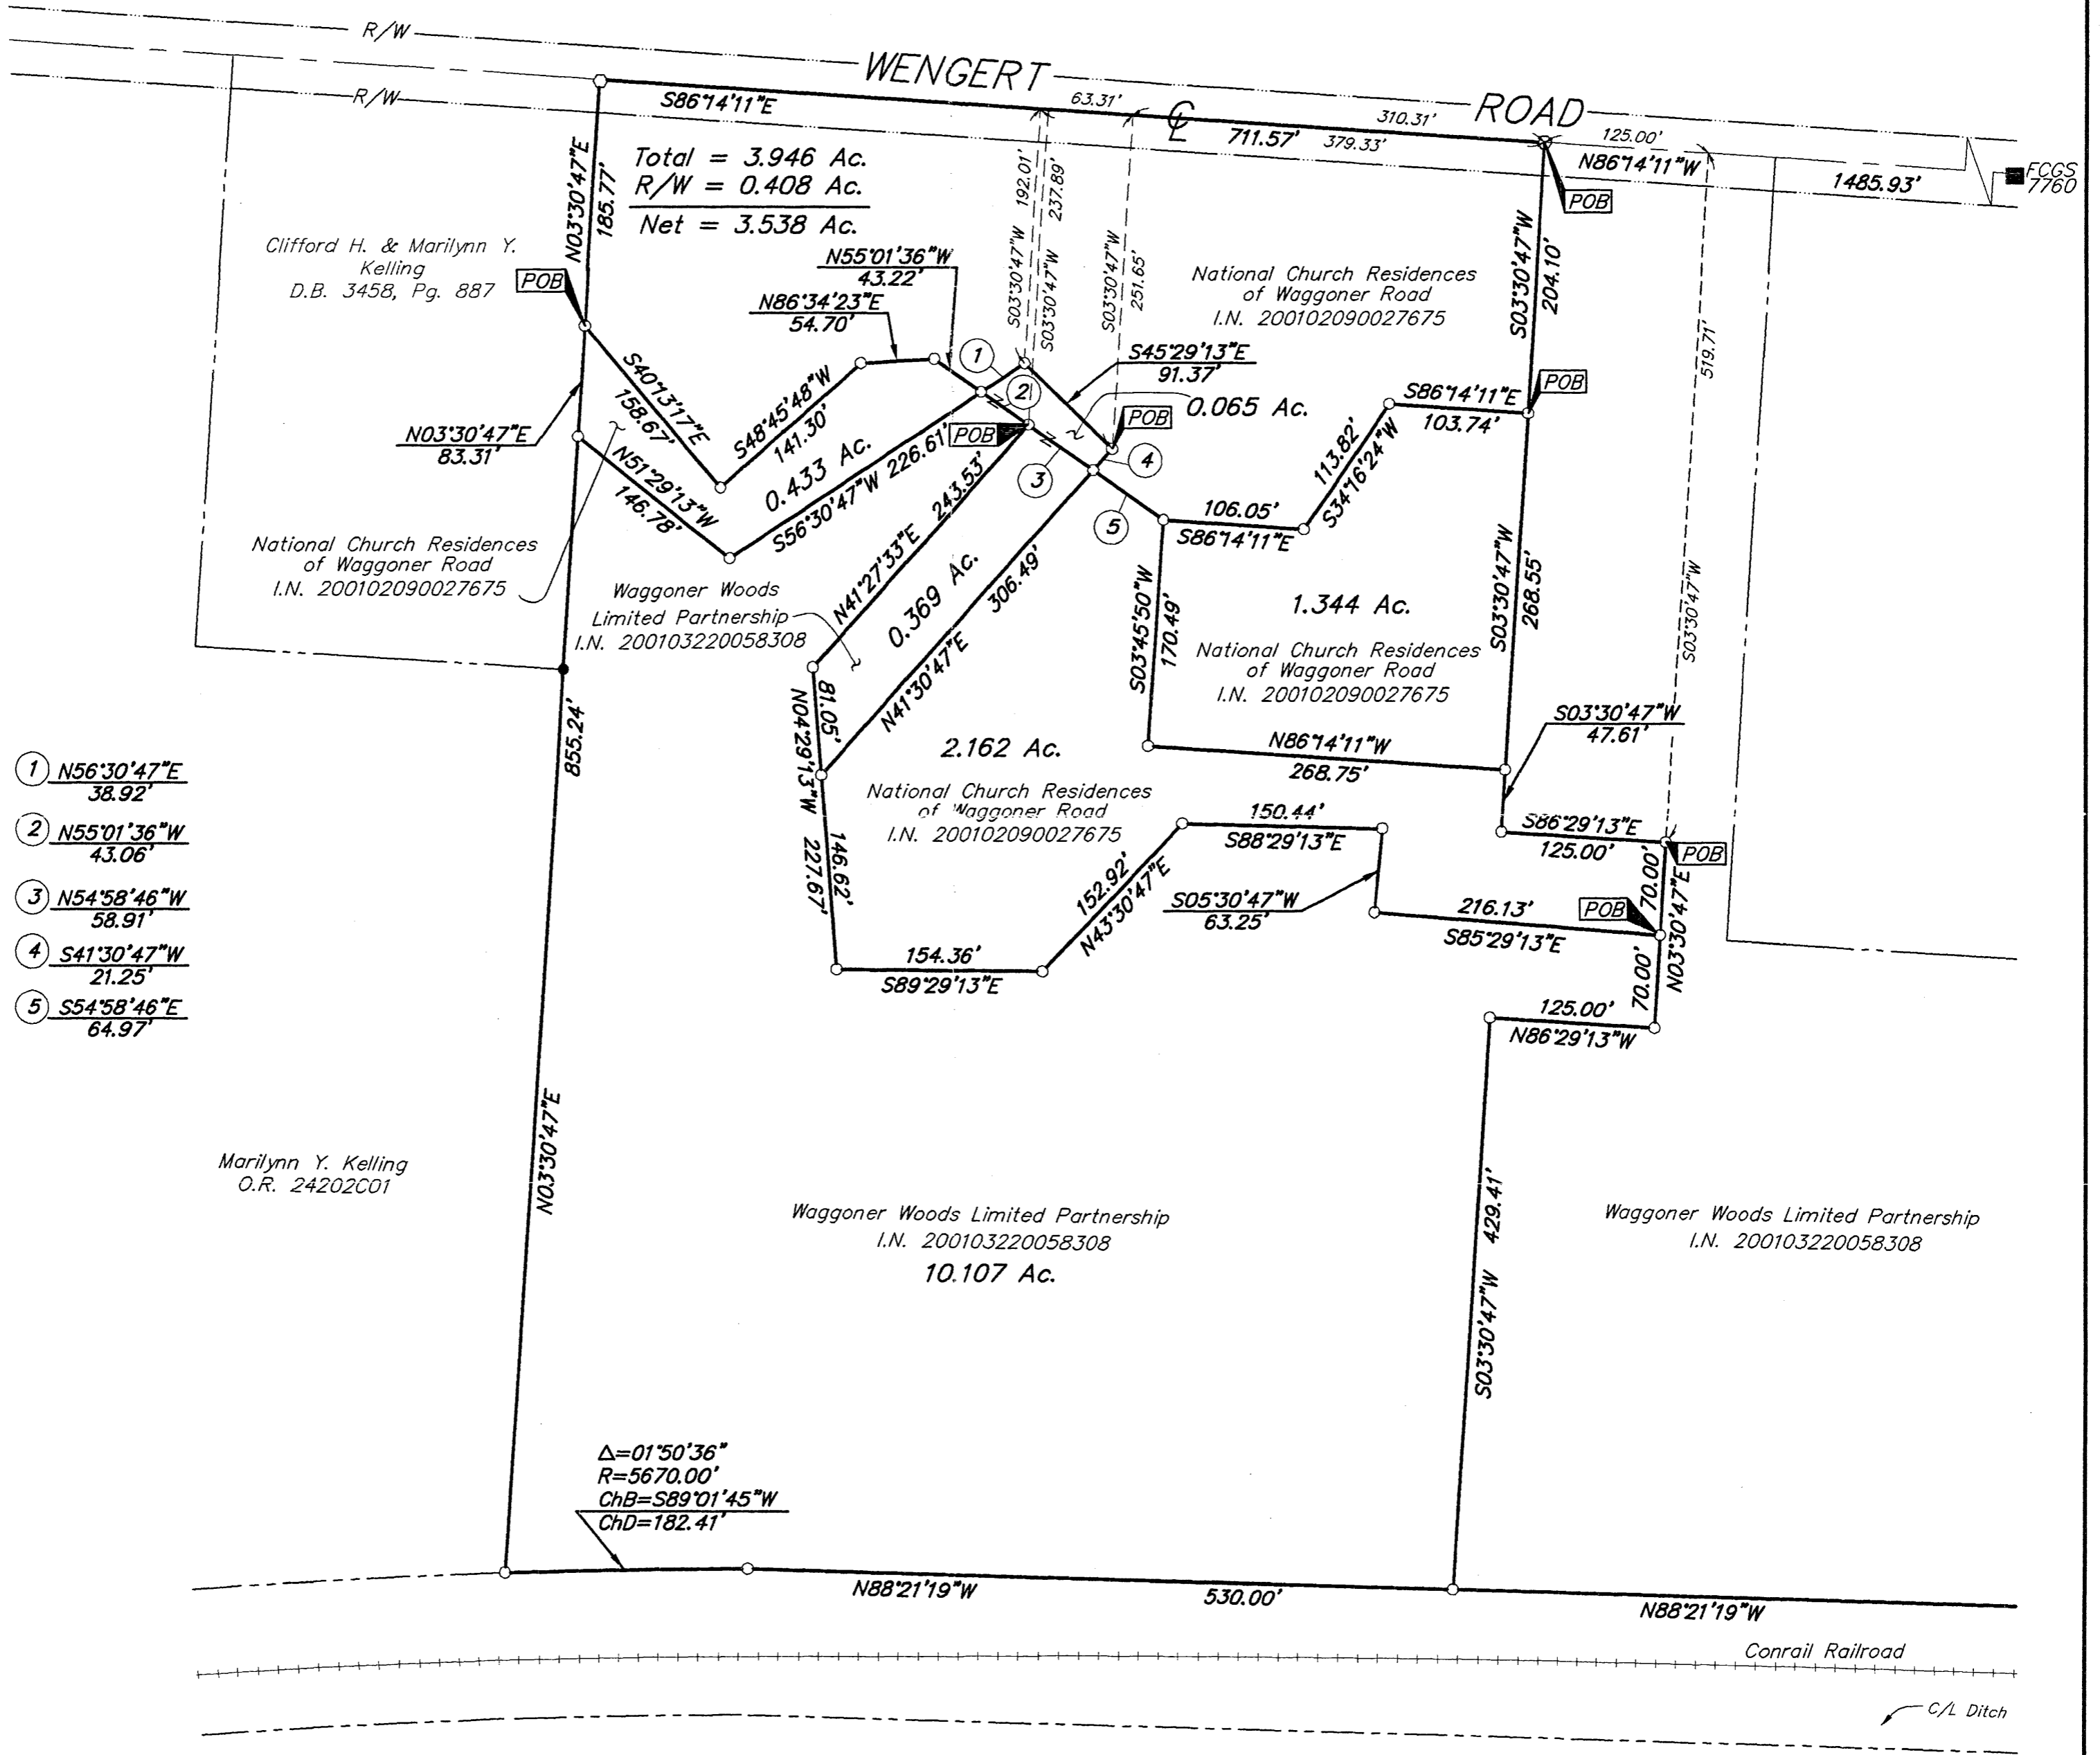 R/W
WENGERT ROAD
R/W
S86°14'11"E
63.31'
℄
711.57'
310.31'
379.33'
125.00'
N86°14'11"W
1485.93'
FCGS
7760
POB
N03°30'47"E
185.77'
Total = 3.946 Ac.
R/W = 0.408 Ac.
Net = 3.538 Ac.
S03°30'47"W 192.01'
S03°30'47"W 237.89'
S03°30'47"W 251.65'
S03°30'47"W
204.10'
Clifford H. & Marilynn Y.
Kelling
D.B. 3458, Pg. 887
POB
N55°01'36"W
43.22'
N86°34'23"E
54.70'
National Church Residences
of Waggoner Road
I.N. 200102090027675
519.71'
S03°30'47"W
S40°13'17"E
158.67'
S48°45'48"W
141.30'
1
2
S45°29'13"E
91.37'
0.065 Ac.
POB
S86°14'11"E
103.74'
POB
N03°30'47"E
83.31'
N51°29'13"W
146.78'
0.433 Ac.
S56°30'47"W 226.61'
POB
3
4
5
113.82'
S34°16'24"W
106.05'
S86°14'11"E
National Church Residences
of Waggoner Road
I.N. 200102090027675
Waggoner Woods
Limited Partnership
I.N. 200103220058308
N41°27'33"E 243.53'
0.369 Ac.
N41°30'47"E 306.49'
S03°45'50"W
170.49'
1.344 Ac.
National Church Residences
of Waggoner Road
I.N. 200102090027675
S03°30'47"W
268.55'
81.05'
N04°29'13"W 227.67'
146.62'
855.24'
2.162 Ac.
National Church Residences
of Waggoner Road
I.N. 200102090027675
N86°14'11"W
268.75'
S03°30'47"W
47.61'
S86°29'13"E
125.00'
POB
150.44'
S88°29'13"E
152.92'
N43°30'47"E
S05°30'47"W
63.25'
216.13'
S85°29'13"E
POB
70.00'
70.00'
N03°30'47"E
154.36'
S89°29'13"E
125.00'
N86°29'13"W
1 N56°30'47"E
38.92'
2 N55°01'36"W
43.06'
3 N54°58'46"W
58.91'
4 S41°30'47"W
21.25'
5 S54°58'46"E
64.97'
N03°30'47"E
Marilynn Y. Kelling
O.R. 24202C01
Waggoner Woods Limited Partnership
I.N. 200103220058308
10.107 Ac.
S03°30'47"W 429.41'
Waggoner Woods Limited Partnership
I.N. 200103220058308
Δ=01°50'36"
R=5670.00'
ChB=S89°01'45"W
ChD=182.41'
N88°21'19"W
530.00'
N88°21'19"W
Conrail Railroad
C/L Ditch